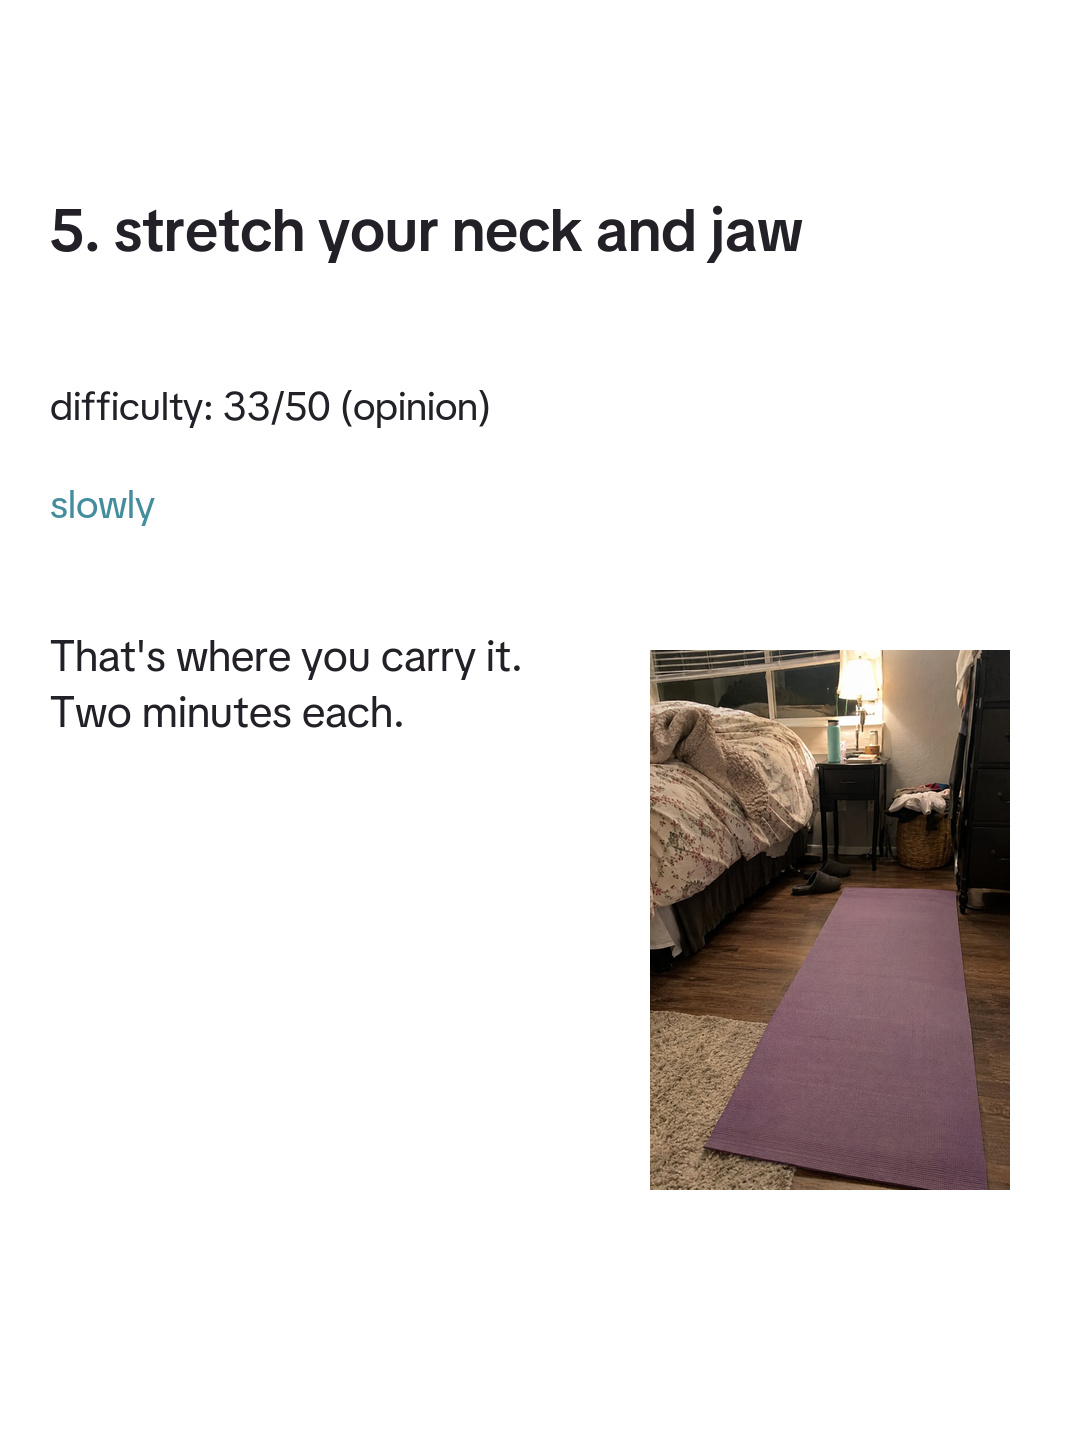 5. stretch your neck and jaw
difficulty: 33/50 (opinion)
slowly
That's where you carry it.
Two minutes each.